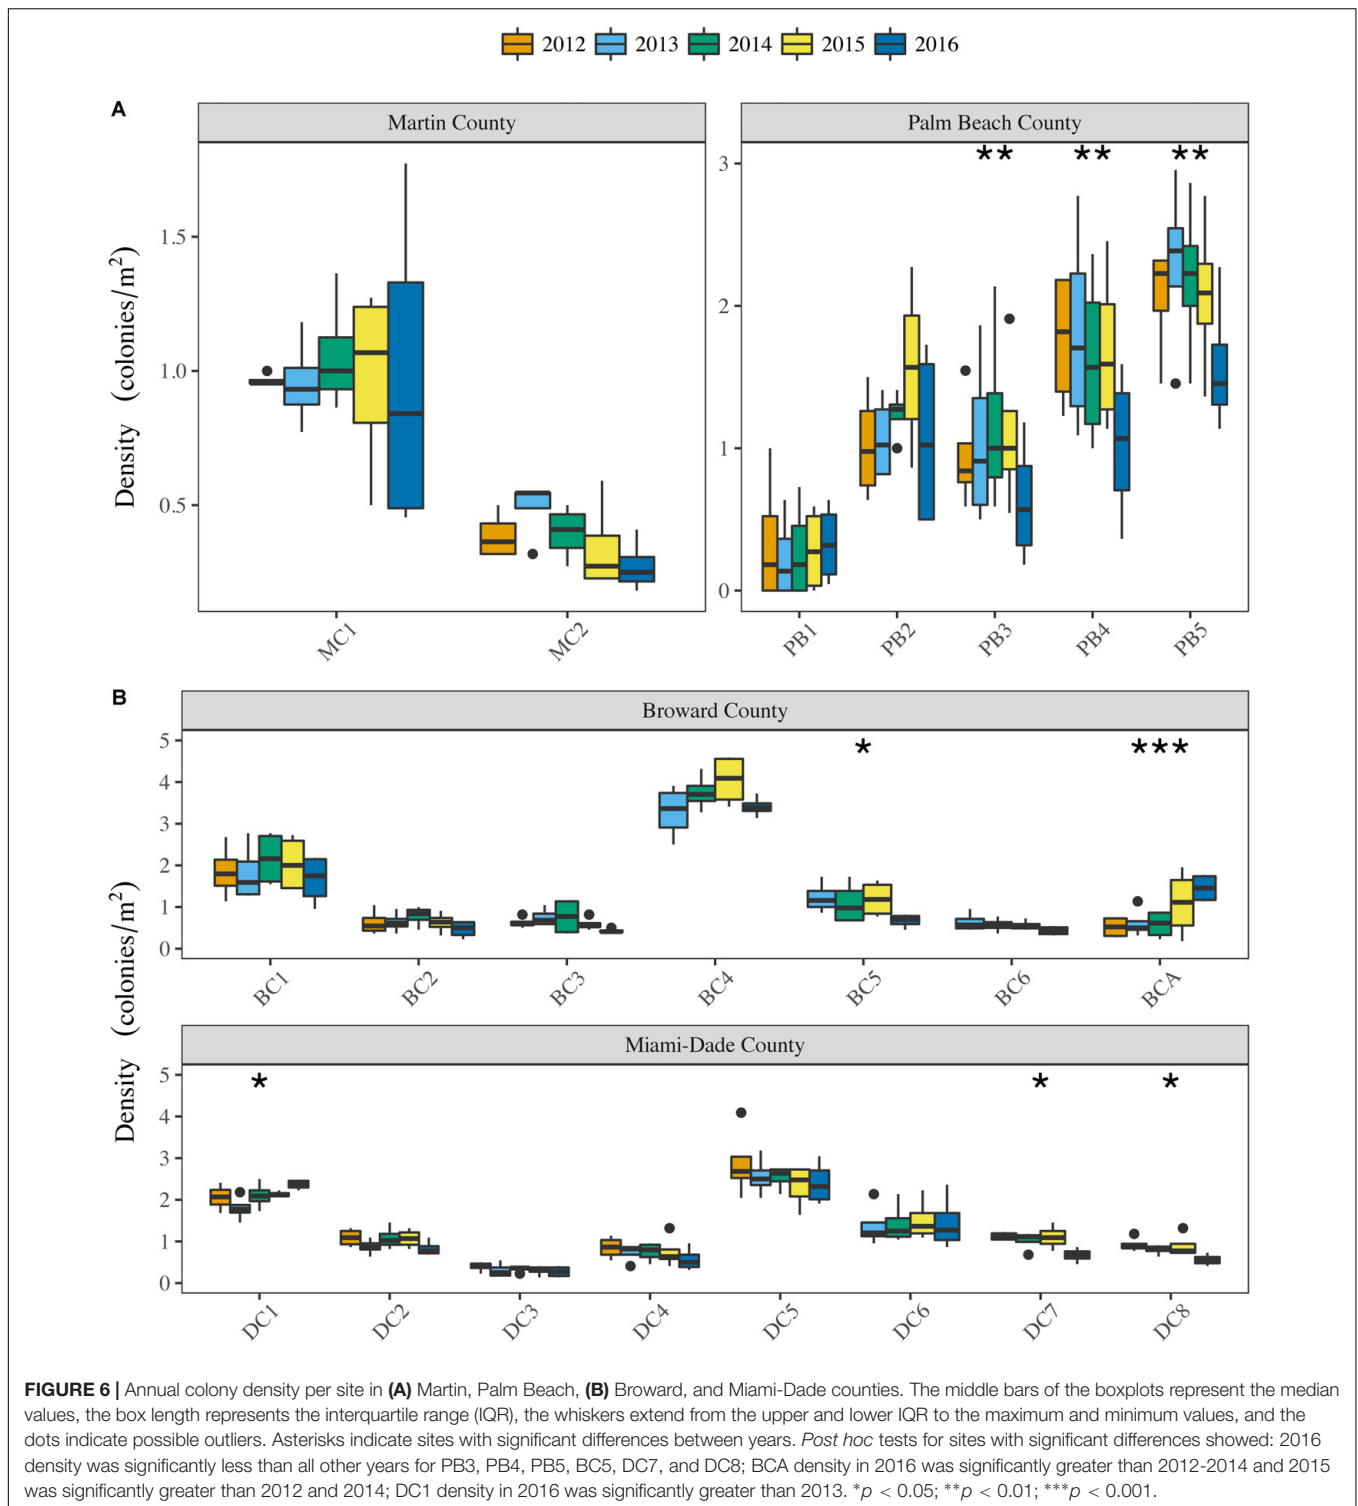 2012 2013 2014 2015 2016
A
Martin County Palm Beach County
** ** **
Density (colonies/m²)
1.5
1.0
0.5
3
2
1
0
MC1 MC2 PB1 PB2 PB3 PB4 PB5
B
Broward County
* ***
5
4
3
2
1
0
BC1 BC2 BC3 BC4 BC5 BC6 BCA
Density (colonies/m²)
Miami-Dade County
* * *
5
4
3
2
1
0
DC1 DC2 DC3 DC4 DC5 DC6 DC7 DC8
FIGURE 6 | Annual colony density per site in (A) Martin, Palm Beach, (B) Broward, and Miami-Dade counties. The middle bars of the boxplots represent the median
values, the box length represents the interquartile range (IQR), the whiskers extend from the upper and lower IQR to the maximum and minimum values, and the
dots indicate possible outliers. Asterisks indicate sites with significant differences between years. Post hoc tests for sites with significant differences showed: 2016
density was significantly less than all other years for PB3, PB4, PB5, BC5, DC7, and DC8; BCA density in 2016 was significantly greater than 2012-2014 and 2015
was significantly greater than 2012 and 2014; DC1 density in 2016 was significantly greater than 2013. *p < 0.05; **p < 0.01; ***p < 0.001.